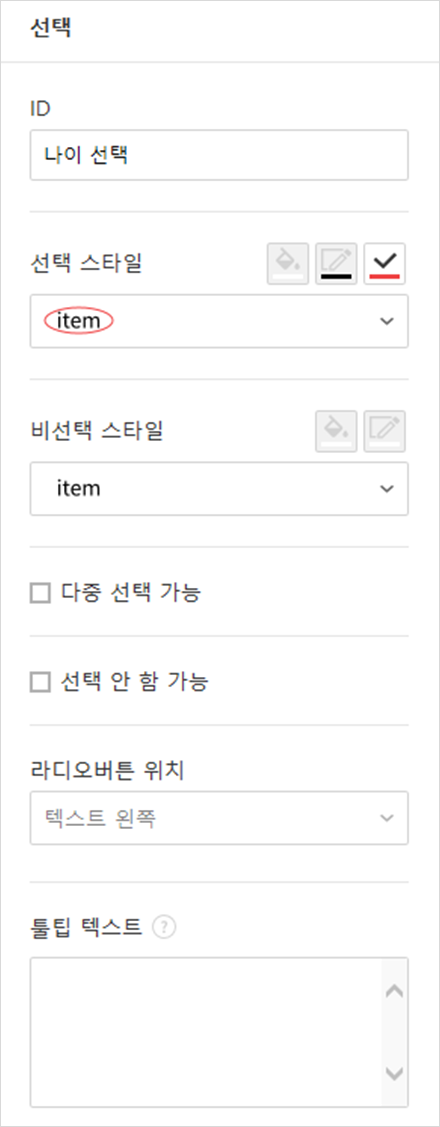 선택
ID
나이 선택
선택 스타일
item
비선택 스타일
item
다중 선택 가능
선택 안 함 가능
라디오버튼 위치
텍스트 왼쪽
툴팁 텍스트 ?